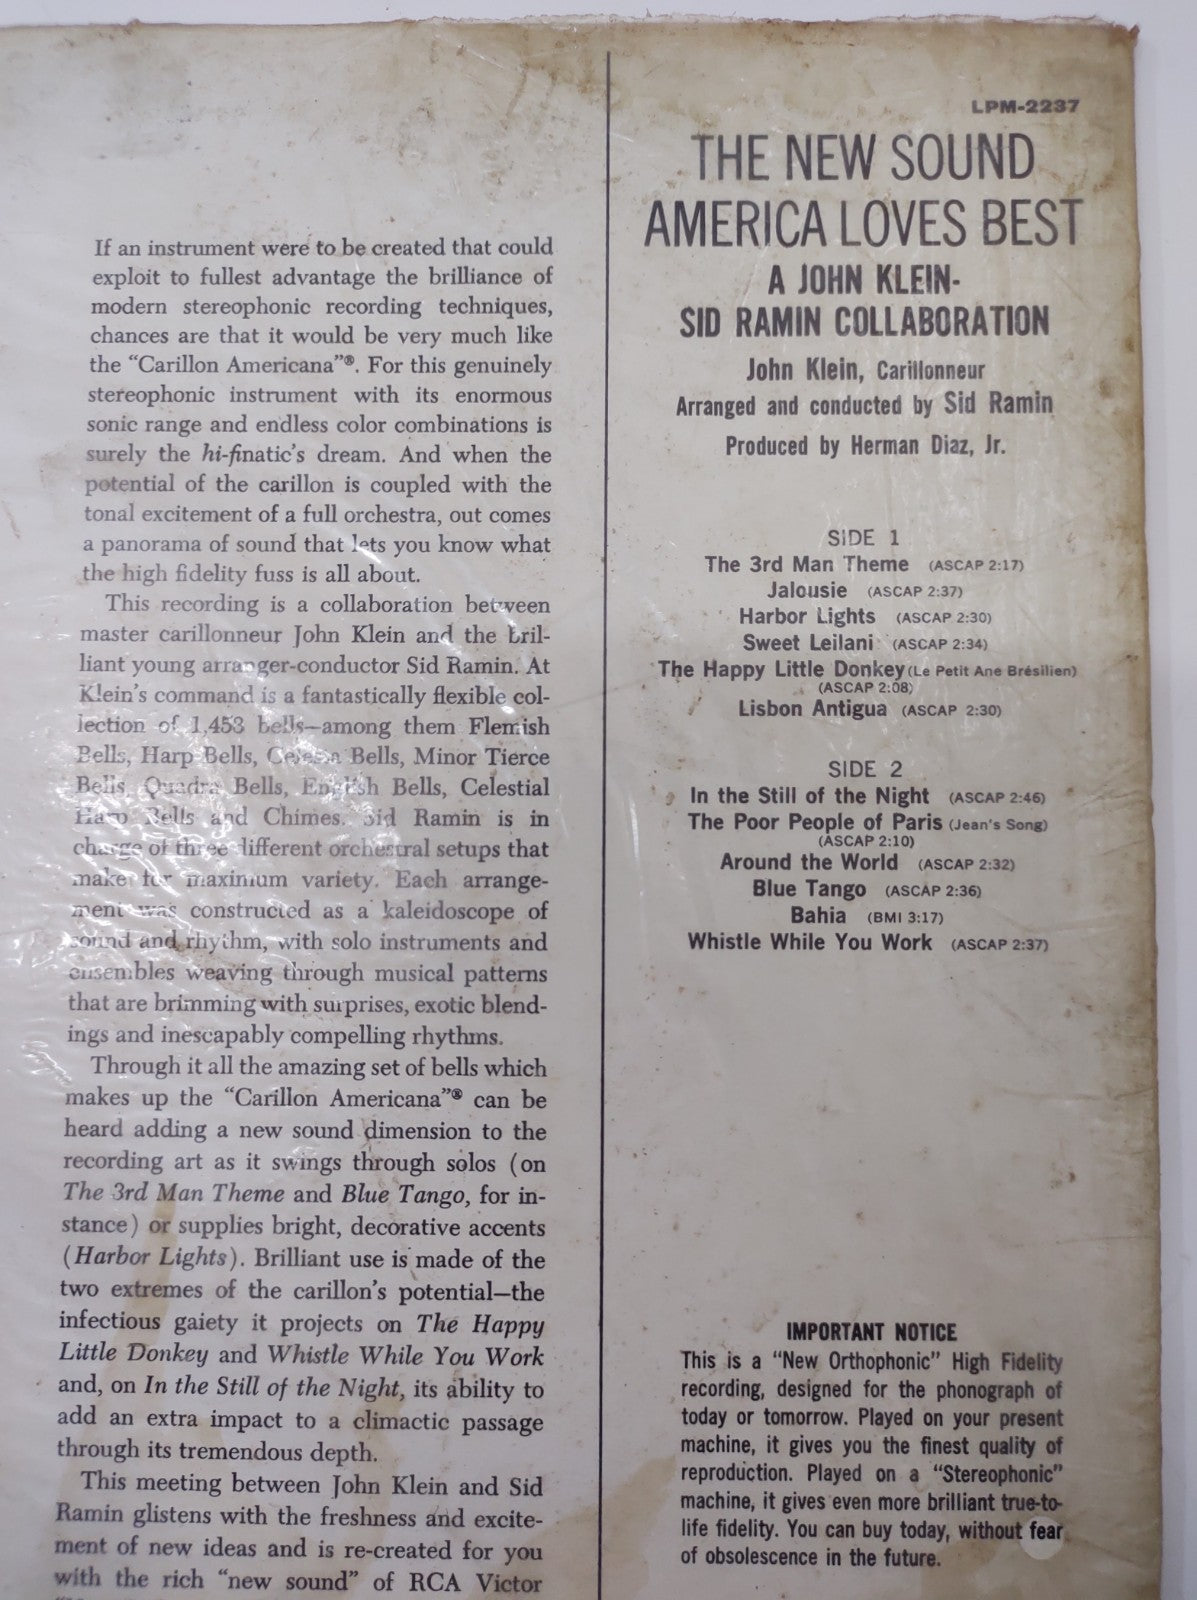 If an instrument were to be created that could
exploit to fullest advantage the brilliance of
modern stereophonic recording techniques,
chances are that it would be very much like
the “Carillon Americana”®. For this genuinely
stereophonic instrument with its enormous
sonic range and endless color combinations is
surely the hi-finatic’s dream. And when the
potential of the carillon is coupled with the
tonal excitement of a full orchestra, out comes
a panorama of sound that lets you know what
the high fidelity fuss is all about.
This recording is a collaboration between
master carillonneur John Klein and the bril-
liant young arranger-conductor Sid Ramin. At
Klein’s command is a fantastically flexible col-
lection of 1,453 bells—among them Flemish
Bells, Harp Bells, Celesta Bells, Minor Tierce
Bells, Quadra Bells, English Bells, Celestial
Harp Bells and Chimes. Sid Ramin is in
charge of three different orchestral setups that
make for maximum variety. Each arrange-
ment was constructed as a kaleidoscope of
sound and rhythm, with solo instruments and
ensembles weaving through musical patterns
that are brimming with surprises, exotic blend-
ings and inescapably compelling rhythms.
Through it all the amazing set of bells which
makes up the “Carillon Americana”® can be
heard adding a new sound dimension to the
recording art as it swings through solos (on
The 3rd Man Theme and Blue Tango, for in-
stance) or supplies bright, decorative accents
(Harbor Lights). Brilliant use is made of the
two extremes of the carillon’s potential—the
infectious gaiety it projects on The Happy
Little Donkey and Whistle While You Work
and, on In the Still of the Night, its ability to
add an extra impact to a climactic passage
through its tremendous depth.
This meeting between John Klein and Sid
Ramin glistens with the freshness and excite-
ment of new ideas and is re-created for you
with the rich “new sound” of RCA Victor
LPM-2237
THE NEW SOUND
AMERICA LOVES BEST
A JOHN KLEIN-
SID RAMIN COLLABORATION
John Klein, Carillonneur
Arranged and conducted by Sid Ramin
Produced by Herman Diaz, Jr.
SIDE 1
The 3rd Man Theme (ASCAP 2:17)
Jalousie (ASCAP 2:37)
Harbor Lights (ASCAP 2:30)
Sweet Leilani (ASCAP 2:34)
The Happy Little Donkey (Le Petit Ane Brésilien)
(ASCAP 2:08)
Lisbon Antigua (ASCAP 2:30)
SIDE 2
In the Still of the Night (ASCAP 2:46)
The Poor People of Paris (Jean's Song)
(ASCAP 2:10)
Around the World (ASCAP 2:32)
Blue Tango (ASCAP 2:36)
Bahia (BMI 3:17)
Whistle While You Work (ASCAP 2:37)
IMPORTANT NOTICE
This is a “New Orthophonic” High Fidelity
recording, designed for the phonograph of
today or tomorrow. Played on your present
machine, it gives you the finest quality of
reproduction. Played on a “Stereophonic”
machine, it gives even more brilliant true-to-
life fidelity. You can buy today, without fear
of obsolescence in the future.